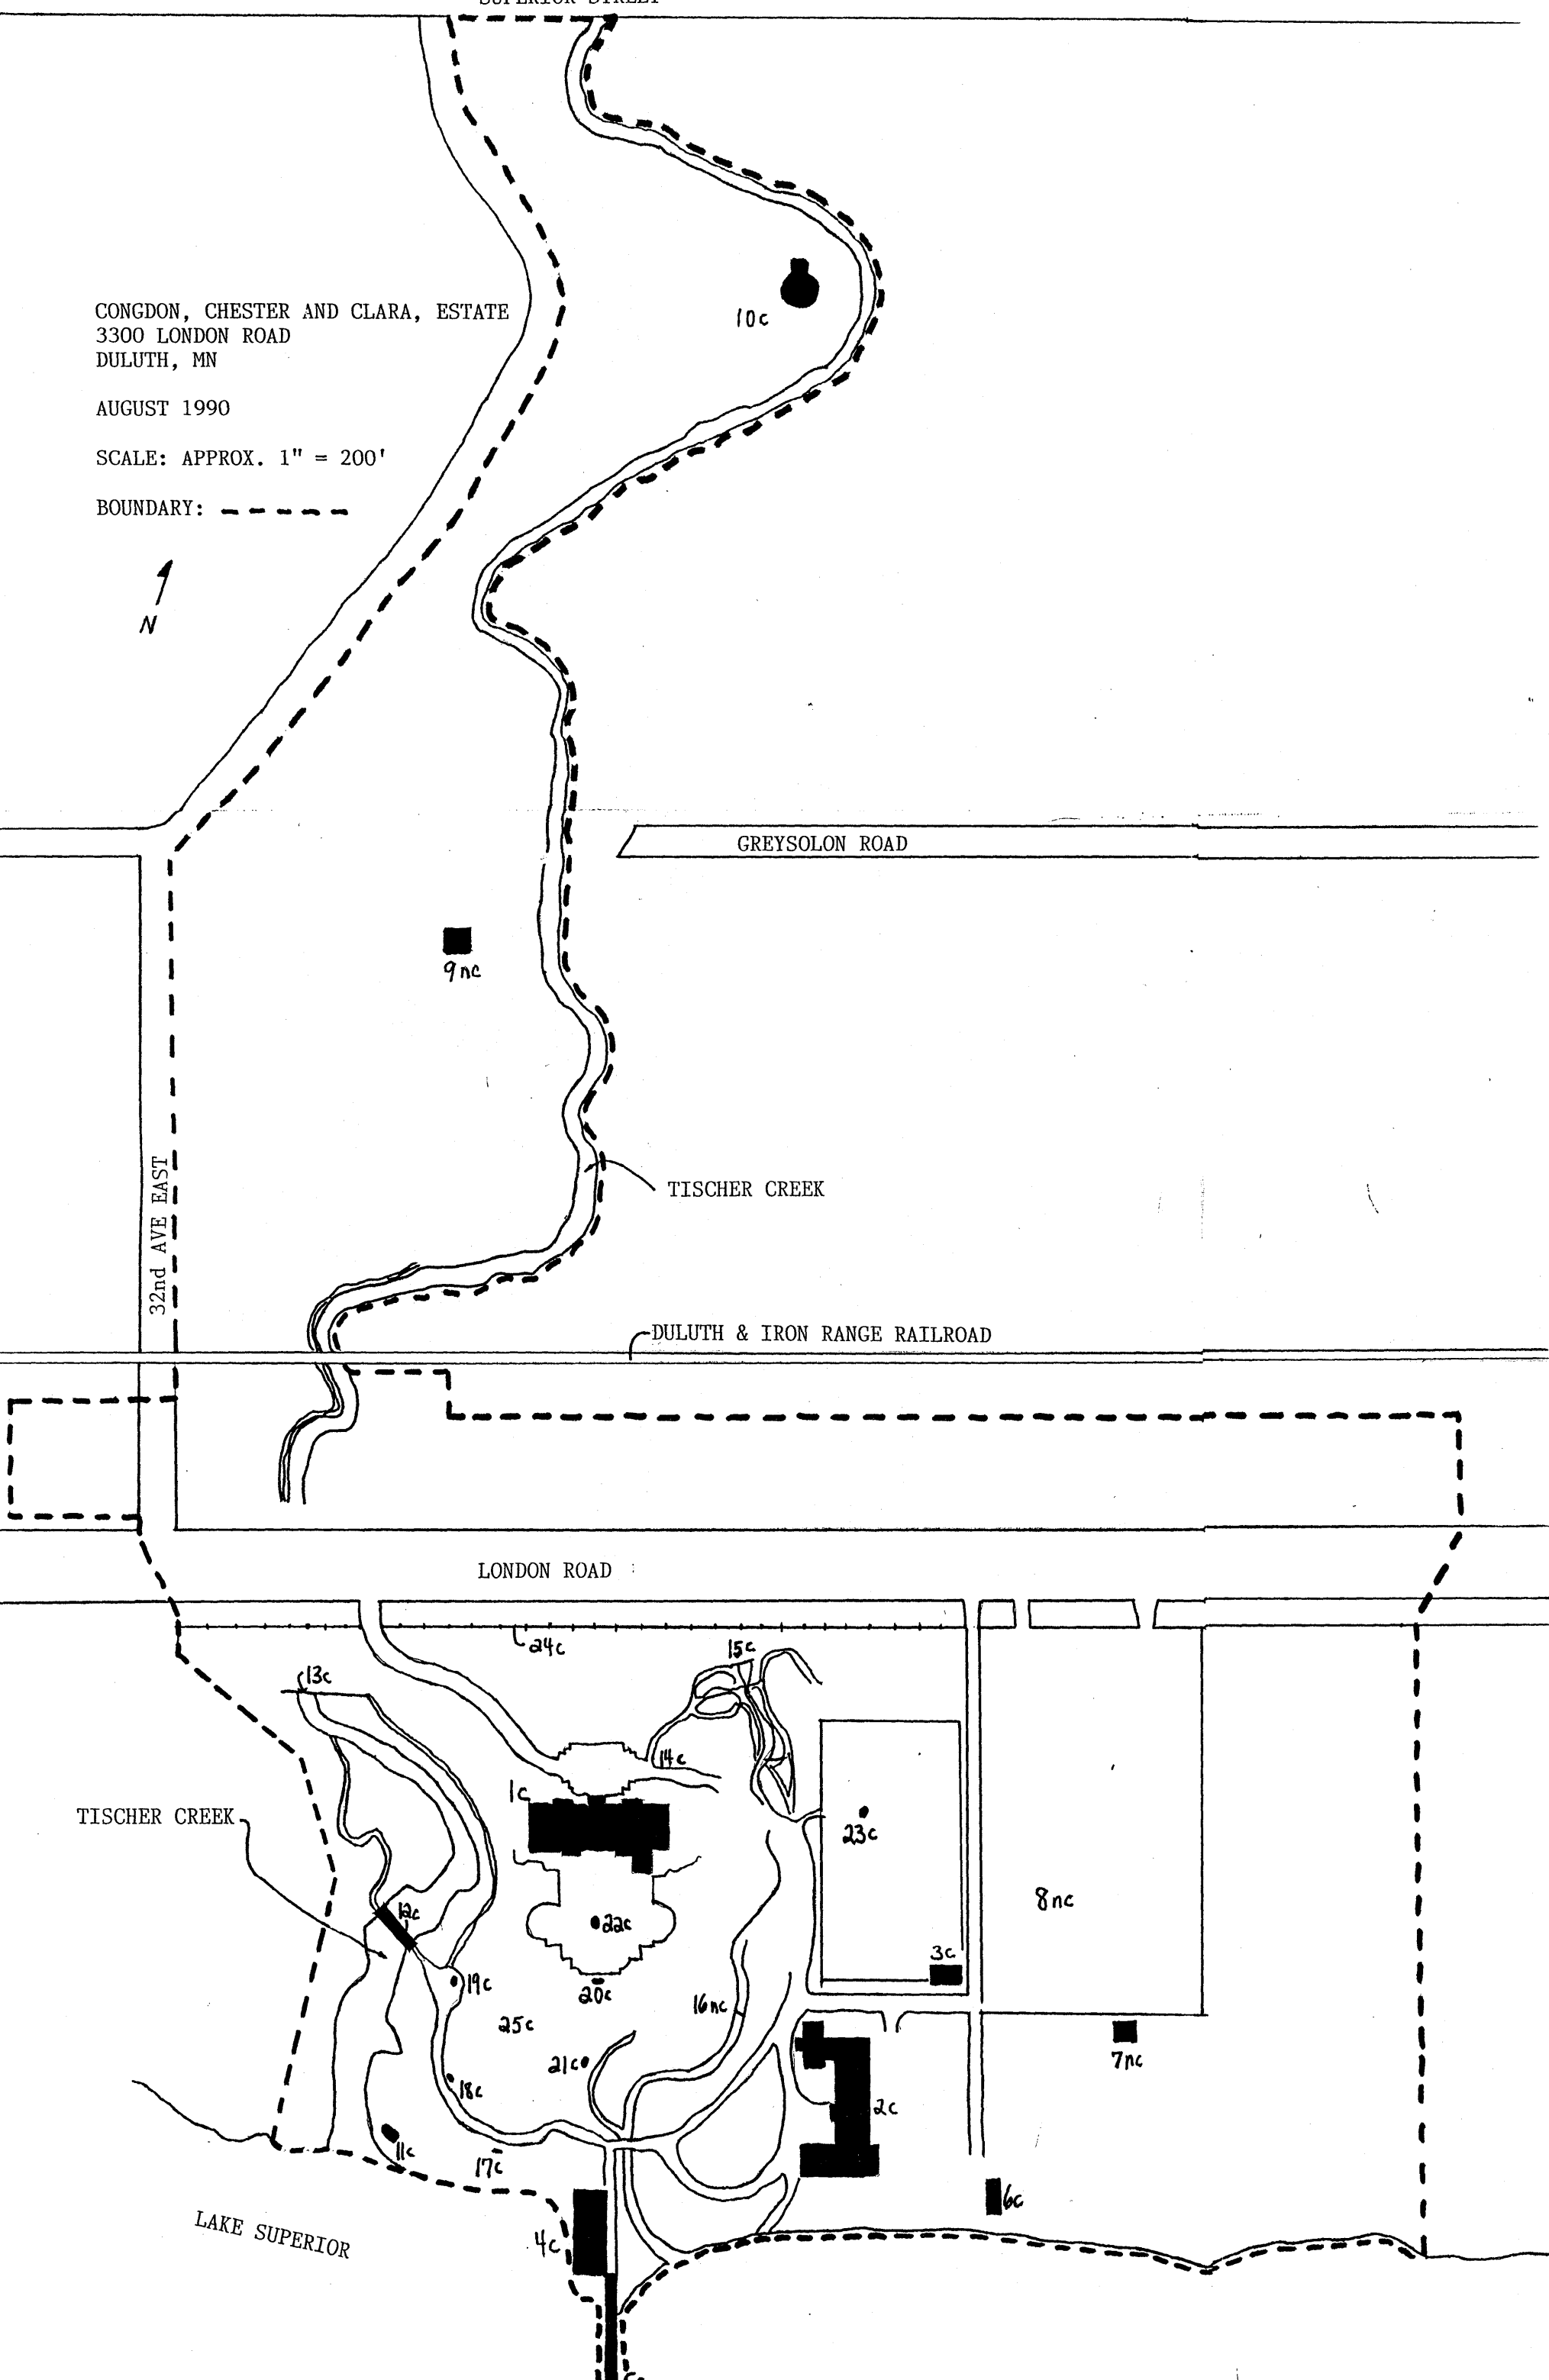 SUPERIOR STREET
CONGDON, CHESTER AND CLARA, ESTATE
3300 LONDON ROAD
DULUTH, MN
AUGUST 1990
SCALE: APPROX. 1" = 200'
BOUNDARY:
N
10c
GREYSOLON ROAD
9nc
32nd AVE EAST
TISCHER CREEK
DULUTH & IRON RANGE RAILROAD
LONDON ROAD
24c
15c
13c
14c
1c
TISCHER CREEK
23c
8nc
12c
22c
3c
19c
20c
16nc
25c
21c
7nc
18c
2c
11c
17c
6c
LAKE SUPERIOR
4c